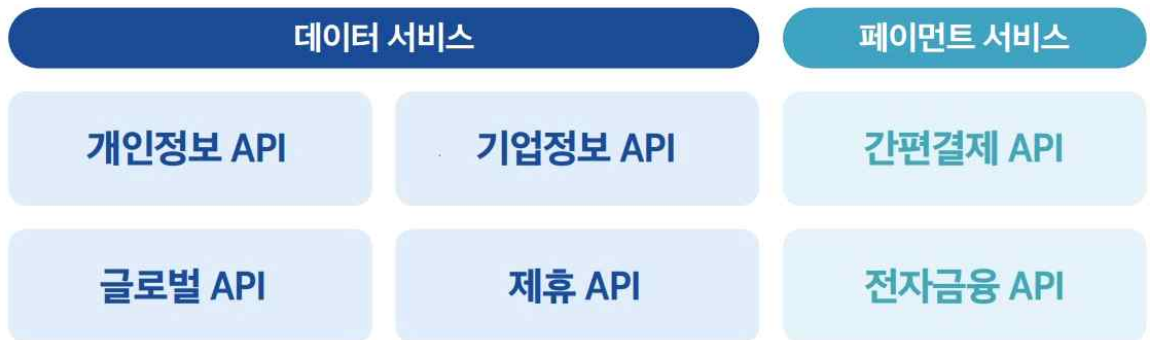 데이터 서비스
페이먼트 서비스
개인정보 API
기업정보 API
간편결제 API
글로벌 API
제휴 API
전자금융 API